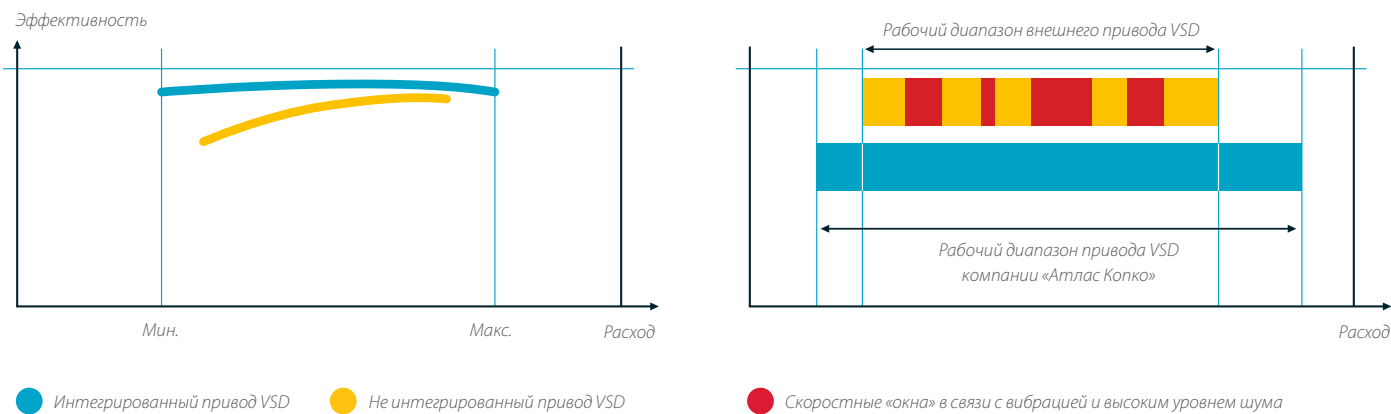 Эффективность
Мин.
Макс.
Расход
Рабочий диапазон внешнего привода VSD
Рабочий диапазон привода VSD
компании «Атлас Копко»
Расход
Интегрированный привод VSD
Не интегрированный привод VSD
Скоростные «окна» в связи с вибрацией и высоким уровнем шума